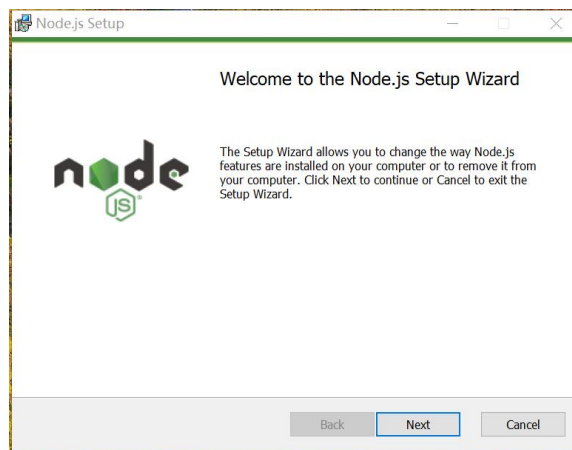 Node.js Setup
Welcome to the Node.js Setup Wizard
The Setup Wizard allows you to change the way Node.js
features are installed on your computer or to remove it from
your computer. Click Next to continue or Cancel to exit the
Setup Wizard.
node
JS®
Back Next Cancel